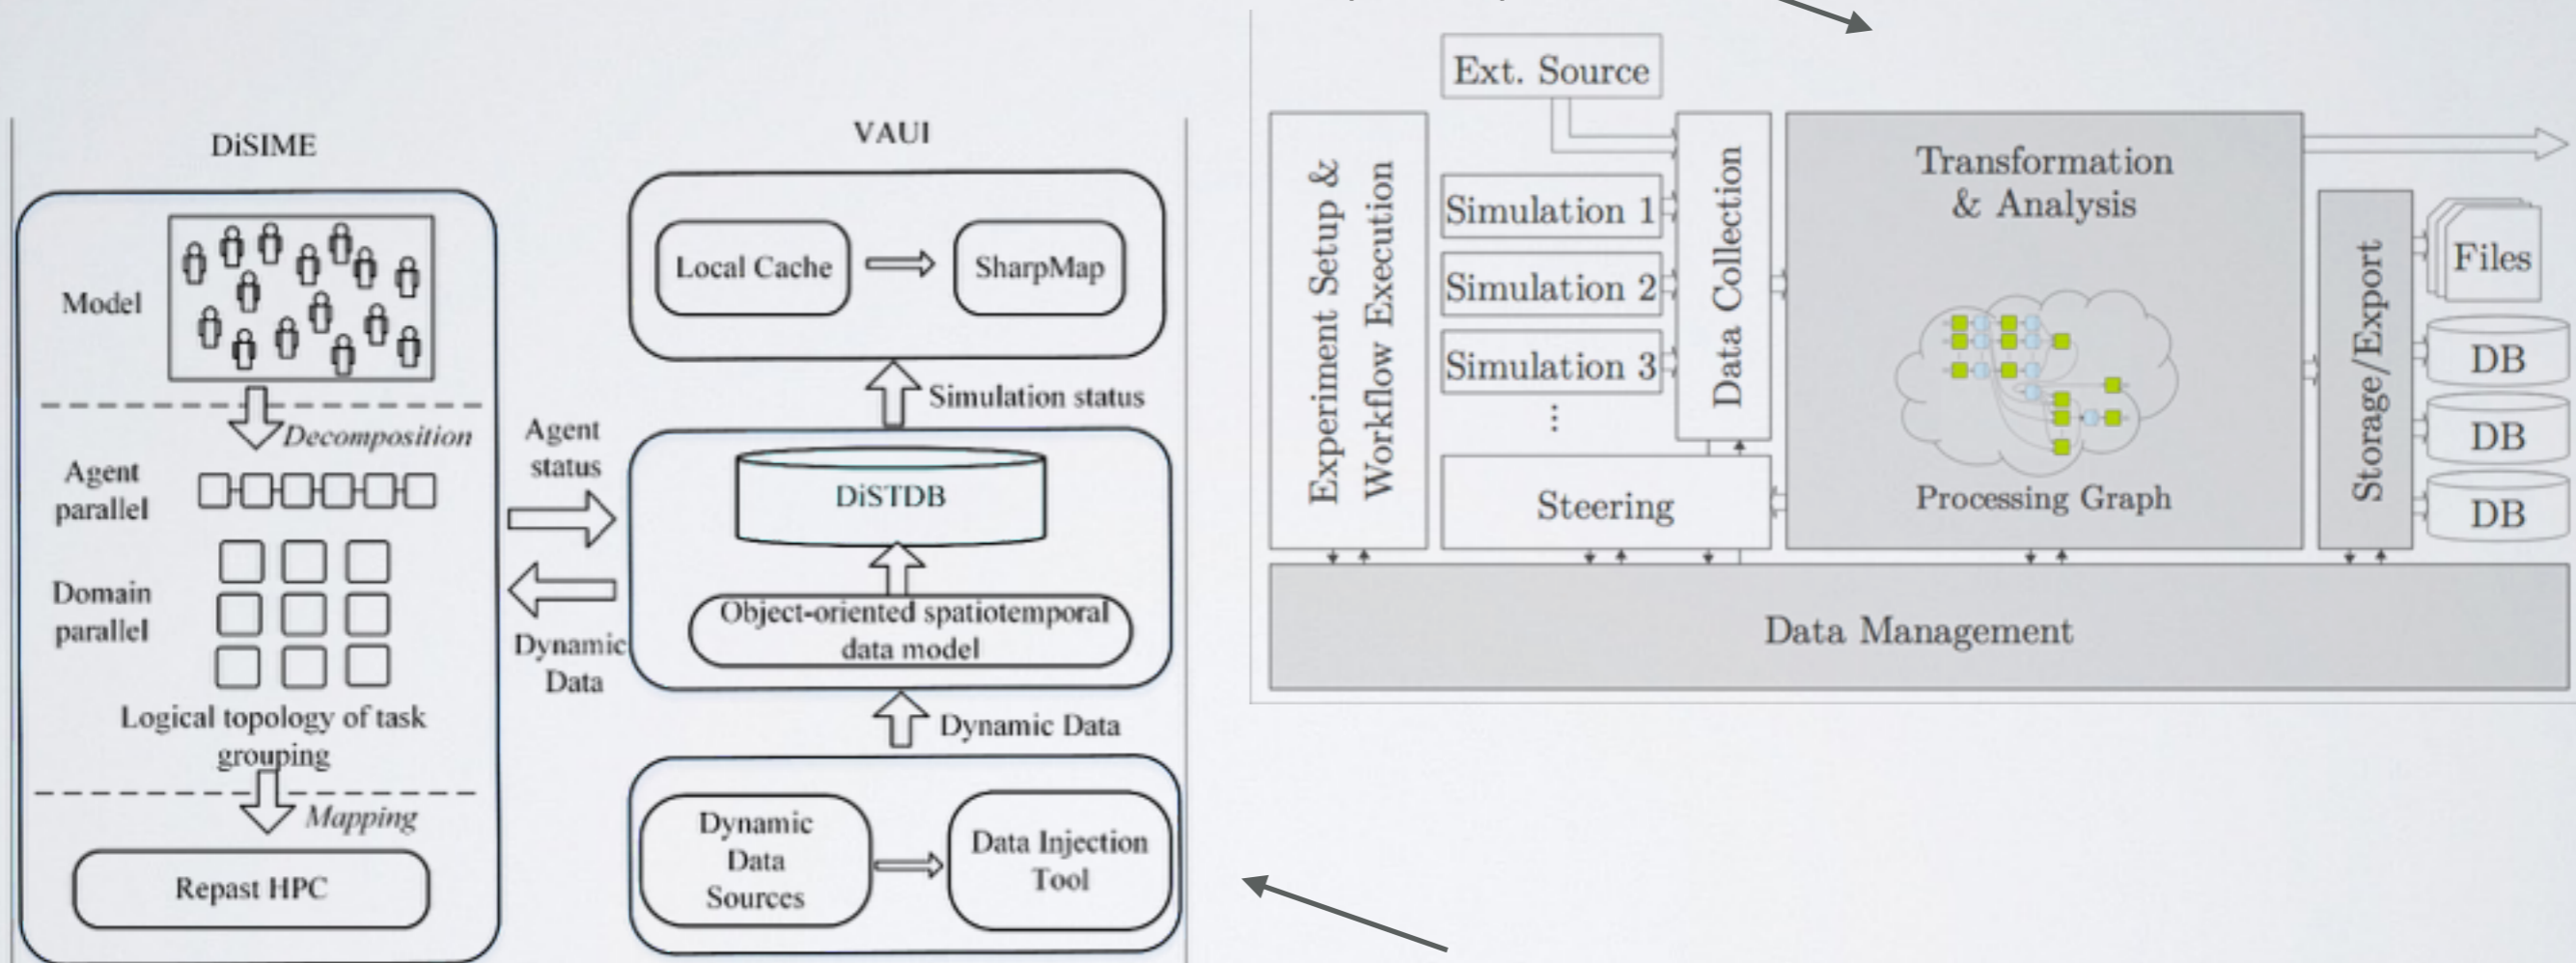 DiSIME
Model
Decomposition
Agent
parallel
Domain
parallel
Logical topology of task
grouping
Mapping
Repast HPC
Agent
status
Dynamic
Data
VAUI
Local Cache
SharpMap
Simulation status
DiSTDB
Object-oriented spatiotemporal
data model
Dynamic Data
Dynamic
Data
Sources
Data Injection
Tool
Ext. Source
Experiment Setup &
Workflow Execution
Simulation 1
Simulation 2
Simulation 3
⋮
Steering
Data Collection
Transformation
& Analysis
Processing Graph
Storage/Export
Files
DB
DB
DB
Data Management